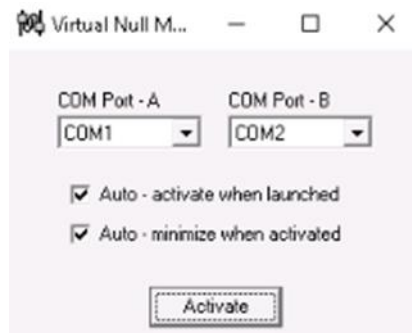 Virtual Null M...
COM Port - A COM Port - B
COM1 COM2
Auto - activate when launched
Auto - minimize when activated
Activate